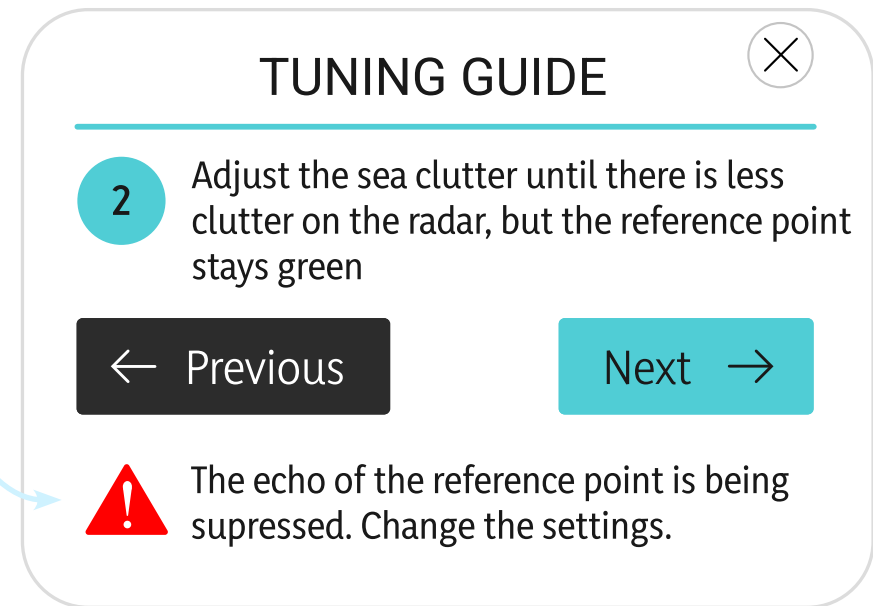 TUNING GUIDE
2
Adjust the sea clutter until there is less
clutter on the radar, but the reference point
stays green
Previous
Next
The echo of the reference point is being
supressed. Change the settings.